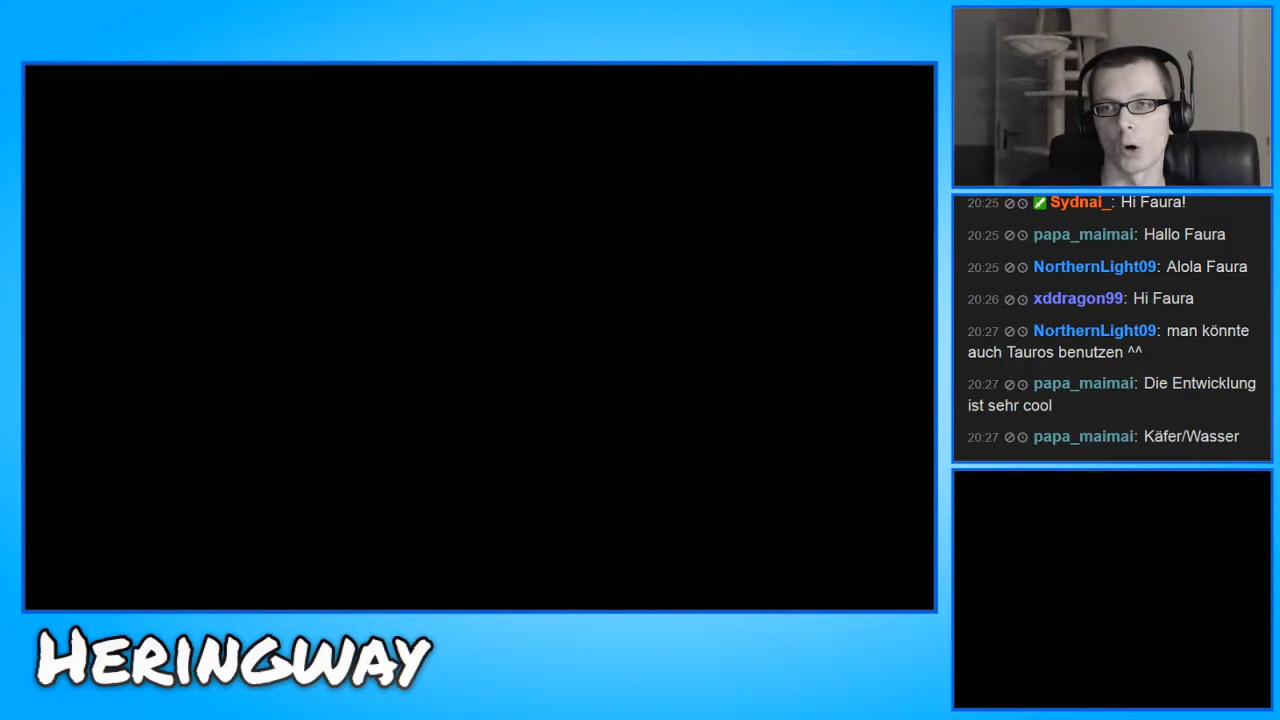 20:25 Sydnai_: Hi Faura!
20:25 papa_maimai: Hallo Faura
20:25 NorthernLight09: Alola Faura
20:26 xddragon99: Hi Faura
20:27 NorthernLight09: man könnte
auch Tauros benutzen ^^
20:27 papa_maimai: Die Entwicklung
ist sehr cool
20:27 papa_maimai: Käfer/Wasser
HERINGWAY